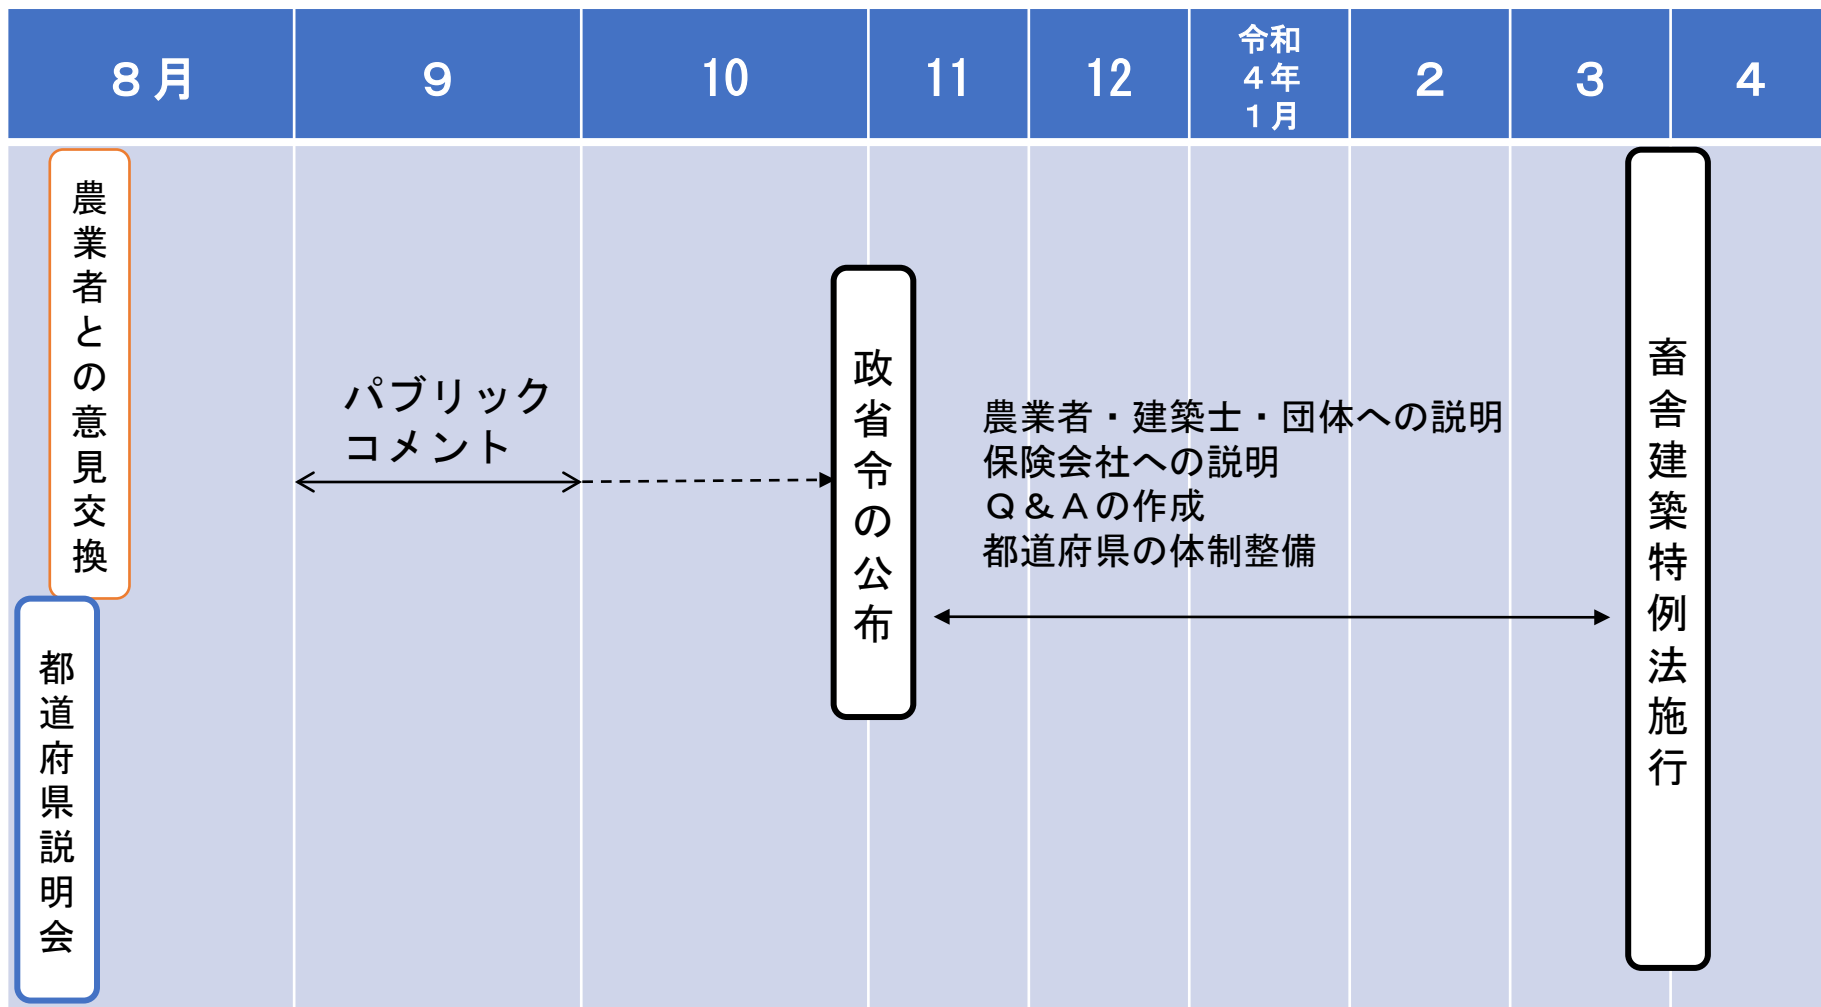 ８月
９
10
11
12
令和
４年
１月
２
３
４
農業者との意見交換
都道府県説明会
パブリック
コメント
政省令の公布
農業者・建築士・団体への説明
保険会社への説明
Ｑ＆Ａの作成
都道府県の体制整備
畜舎建築特例法施行